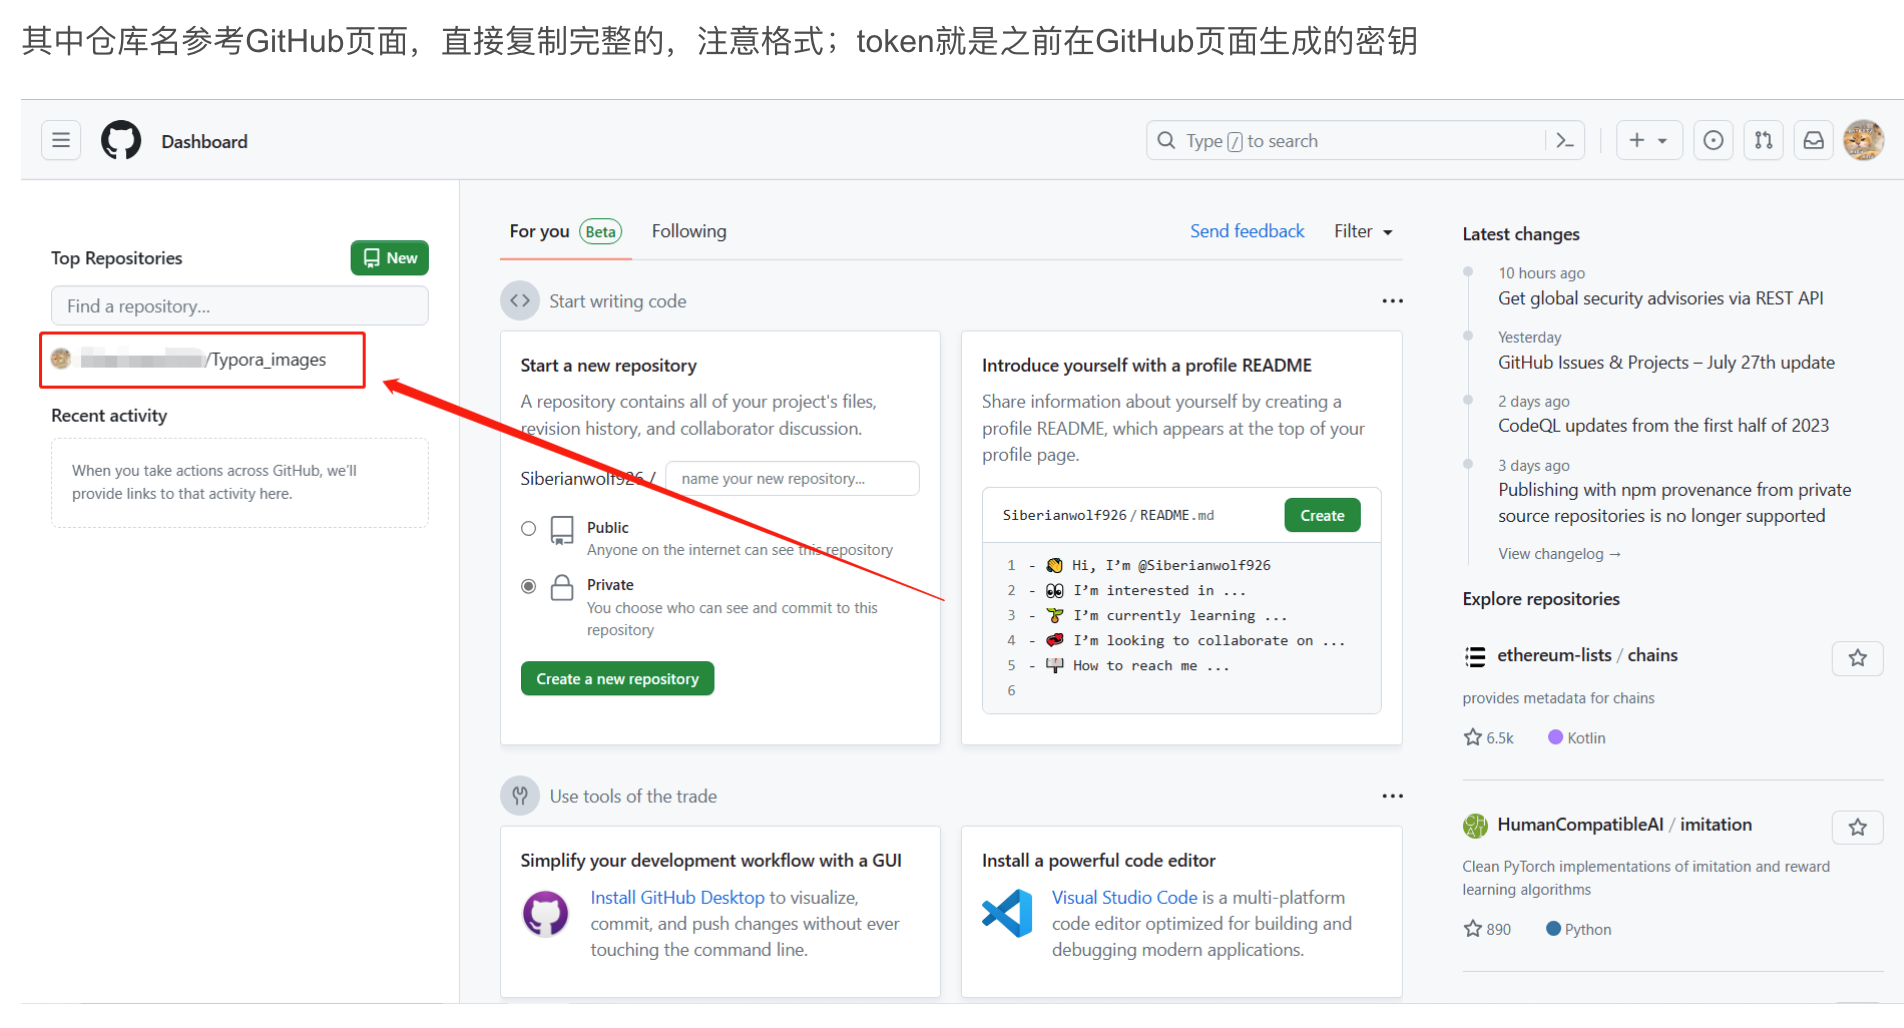 其中仓库名参考GitHub页面，直接复制完整的，注意格式；token就是之前在GitHub页面生成的密钥
Dashboard
Type / to search
Top Repositories
New
Find a repository...
/Typora_images
Recent activity
When you take actions across GitHub, we'll
provide links to that activity here.
For you Beta Following
Send feedback Filter
Start writing code
Start a new repository
A repository contains all of your project's files,
revision history, and collaborator discussion.
Siberianwolf926 / name your new repository...
Public
Anyone on the internet can see this repository
Private
You choose who can see and commit to this
repository
Create a new repository
Introduce yourself with a profile README
Share information about yourself by creating a
profile README, which appears at the top of your
profile page.
Siberianwolf926 / README.md
Create
1 - 👋 Hi, I'm @Siberianwolf926
2 - 👀 I'm interested in ...
3 - 🌱 I'm currently learning ...
4 - 💞️ I'm looking to collaborate on ...
5 - 📫 How to reach me ...
6
Use tools of the trade
Simplify your development workflow with a GUI
Install GitHub Desktop to visualize,
commit, and push changes without ever
touching the command line.
Install a powerful code editor
Visual Studio Code is a multi-platform
code editor optimized for building and
debugging modern applications.
Latest changes
10 hours ago
Get global security advisories via REST API
Yesterday
GitHub Issues & Projects – July 27th update
2 days ago
CodeQL updates from the first half of 2023
3 days ago
Publishing with npm provenance from private
source repositories is no longer supported
View changelog →
Explore repositories
ethereum-lists / chains
provides metadata for chains
6.5k Kotlin
HumanCompatibleAI / imitation
Clean PyTorch implementations of imitation and reward
learning algorithms
890 Python